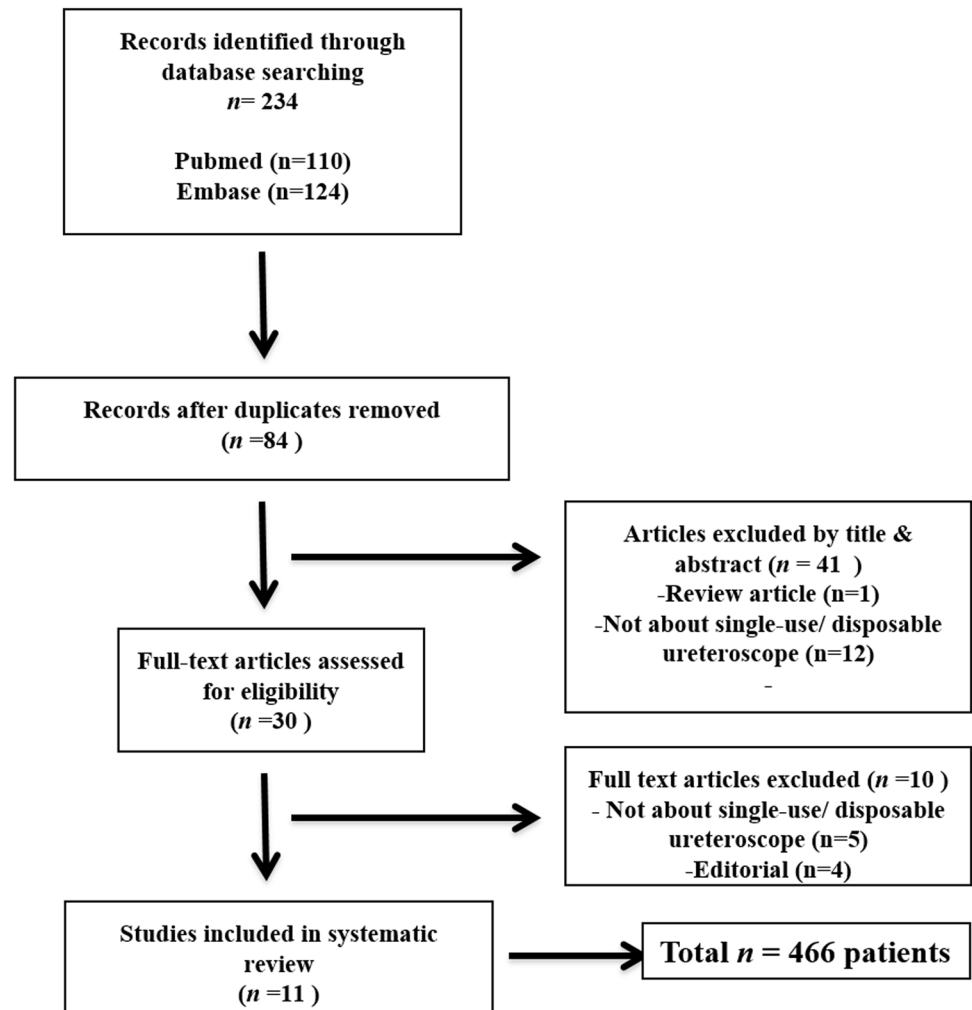 Records identified through
database searching
n= 234
Pubmed (n=110)
Embase (n=124)
Records after duplicates removed
(n =84 )
Articles excluded by title &
abstract (n = 41 )
-Review article (n=1)
-Not about single-use/ disposable
ureteroscope (n=12)
-
Full-text articles assessed
for eligibility
(n =30 )
Full text articles excluded (n =10 )
- Not about single-use/ disposable
ureteroscope (n=5)
-Editorial (n=4)
Studies included in systematic
review
(n =11 )
Total n = 466 patients